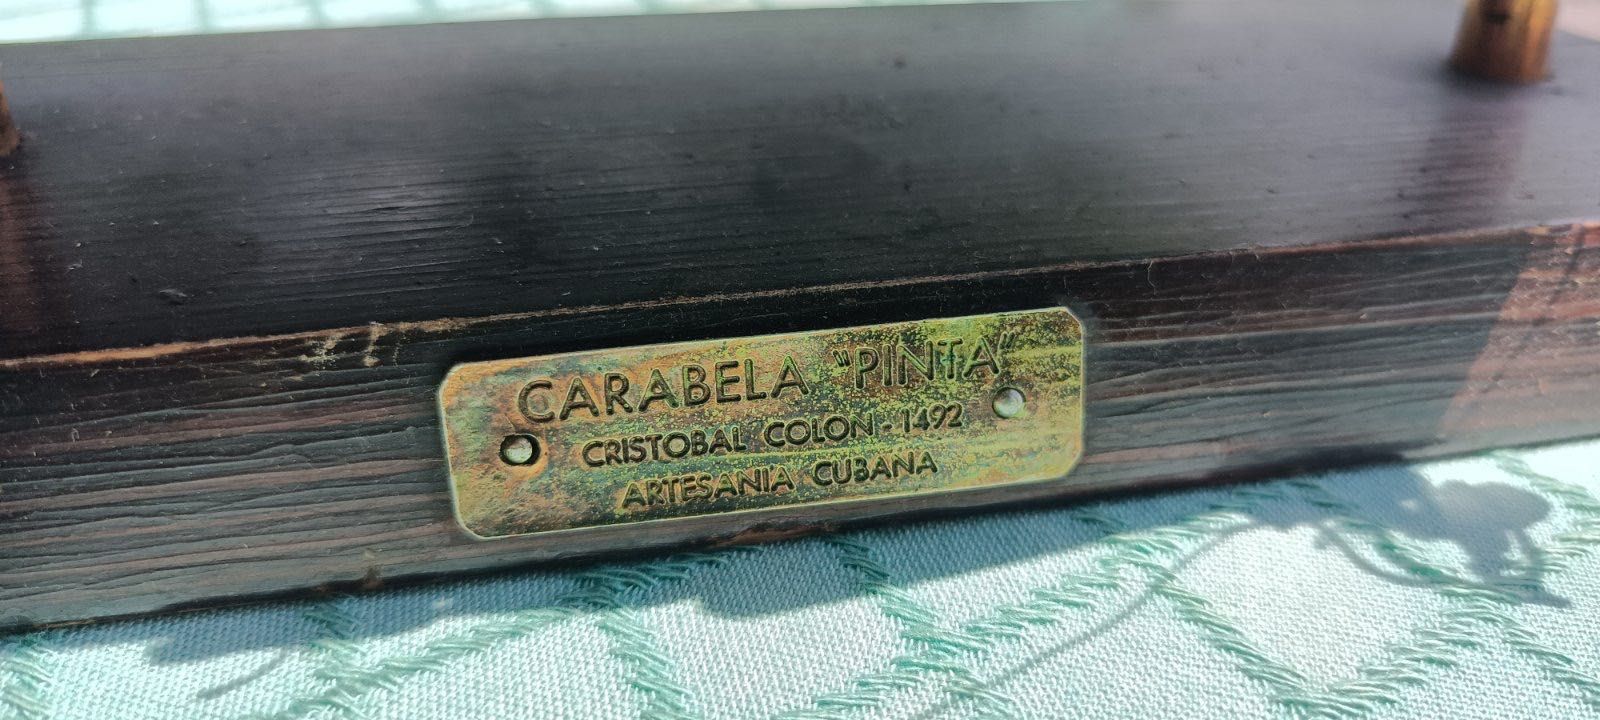 CARABELA "PINTA"
CRISTOBAL COLON - 1492
ARTESANIA CUBANA